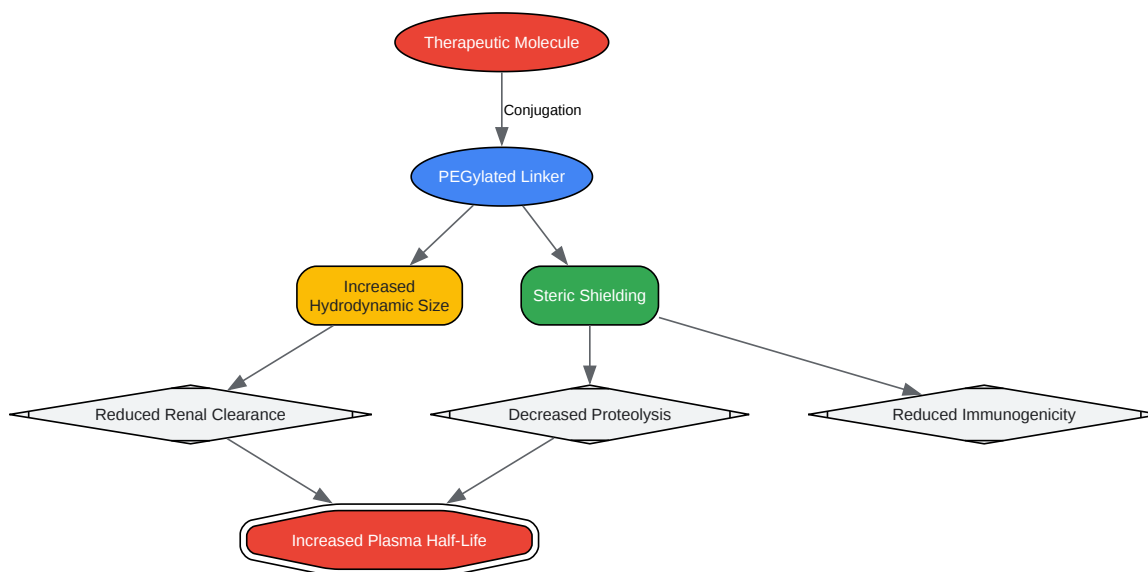 Therapeutic Molecule
Conjugation
PEGylated Linker
Increased
Hydrodynamic Size
Steric Shielding
Reduced Renal Clearance
Decreased Proteolysis
Reduced Immunogenicity
Increased Plasma Half-Life